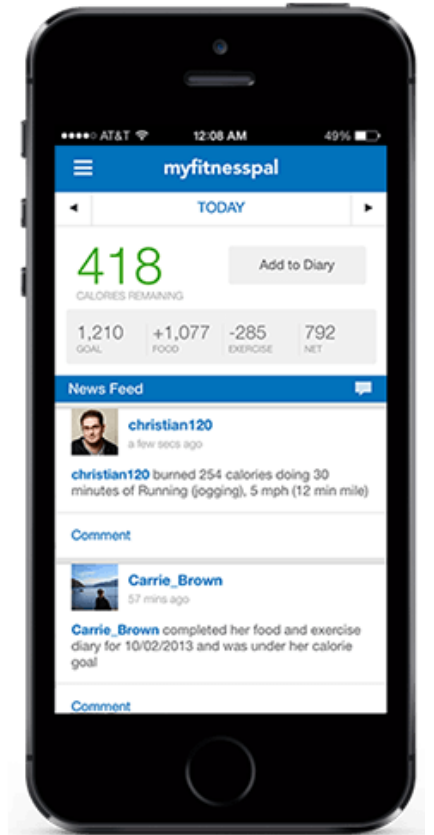 AT&T 12:08 AM 49%
myfitnesspal
TODAY
418
CALORIES REMAINING
Add to Diary
1,210 +1,077 -285 792
GOAL FOOD EXERCISE NET
News Feed
christian120
a few secs ago
christian120 burned 254 calories doing 30
minutes of Running (jogging), 5 mph (12 min mile)
Comment
Carrie_Brown
57 mins ago
Carrie_Brown completed her food and exercise
diary for 10/02/2013 and was under her calorie
goal
Comment